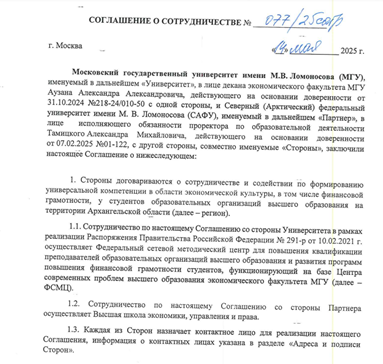 СОГЛАШЕНИЕ О СОТРУДНИЧЕСТВЕ № 077/25сотр
г. Москва мая 2025 г.
Московский государственный университет имени М.В. Ломоносова (МГУ),
именуемый в дальнейшем «Университет», в лице декана экономического факультета МГУ
Аузана Александра Александровича, действующего на основании доверенности от
31.10.2024 №218-24/010-50 с одной стороны, и Северный (Арктический) федеральный
университет имени М. В. Ломоносова (САФУ), именуемый в дальнейшем «Партнер», в
лице исполняющего обязанности проректора по образовательной деятельности
Тамицкого Александра Михайловича, действующего на основании доверенности
от 07.02.2025 №01-122, с другой стороны, совместно именуемые «Стороны», заключили
настоящее Соглашение о нижеследующем:
1. Стороны договариваются о сотрудничестве и содействии по формированию
универсальной компетенции в области экономической культуры, в том числе финансовой
грамотности, у студентов образовательных организаций высшего образования на
территории Архангельской области (далее – регион).
1.1. Сотрудничество по настоящему Соглашению со стороны Университета в рамках
реализации Распоряжения Правительства Российской Федерации № 291-р от 10.02.2021 г.
осуществляет Федеральный сетевой методический центр для повышения квалификации
преподавателей образовательных организаций высшего образования и развития программ
повышения финансовой грамотности студентов, функционирующий на базе Центра
современных проблем высшего образования экономического факультета МГУ (далее –
ФСМЦ).
1.2. Сотрудничество по настоящему Соглашению со стороны Партнера
осуществляет Высшая школа экономики, управления и права.
1.3. Каждая из Сторон назначает контактное лицо для реализации настоящего
Соглашения, информация о контактных лицах указана в разделе «Адреса и подписи
Сторон».